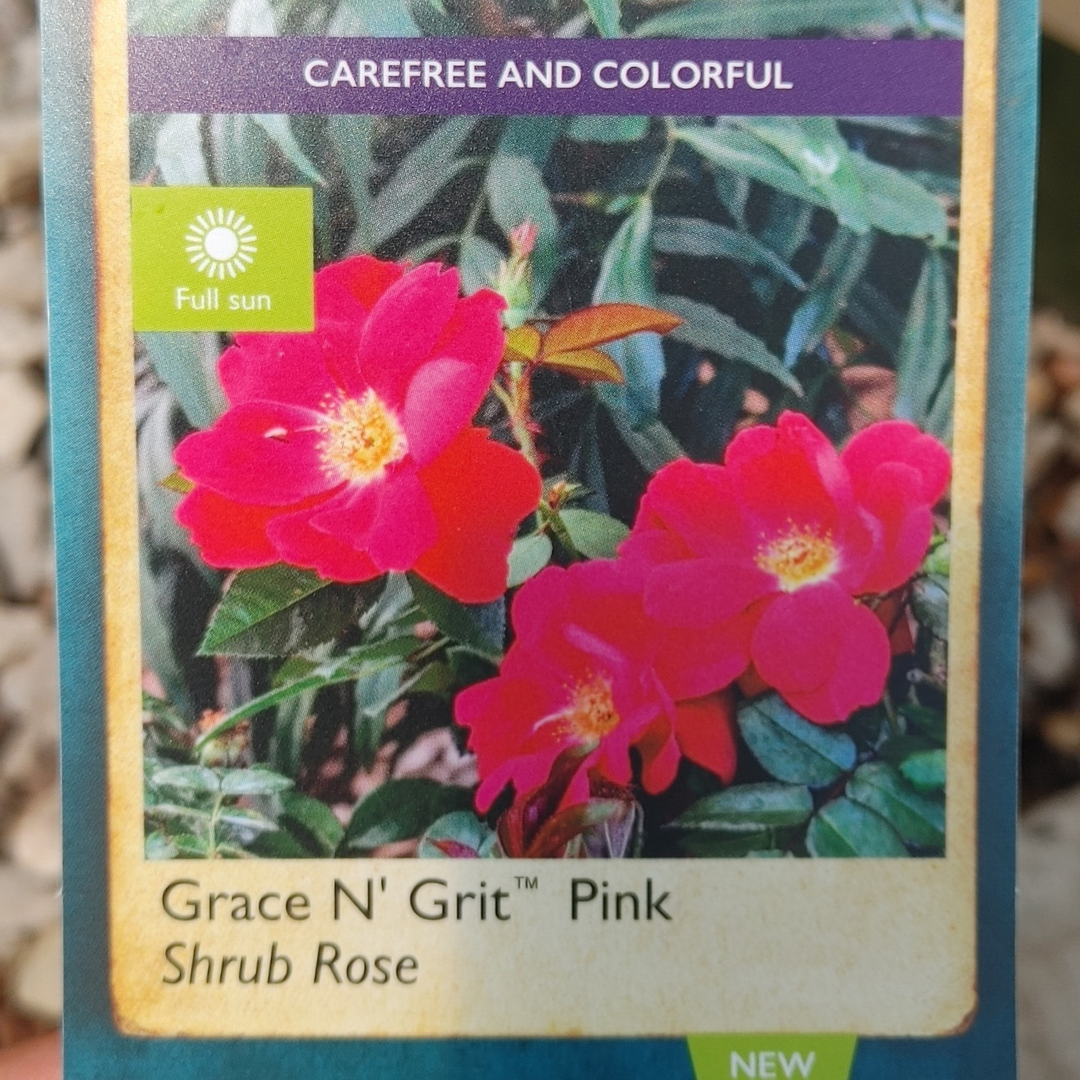 CAREFREE AND COLORFUL
Full sun
Grace N' Grit™ Pink
Shrub Rose
NEW